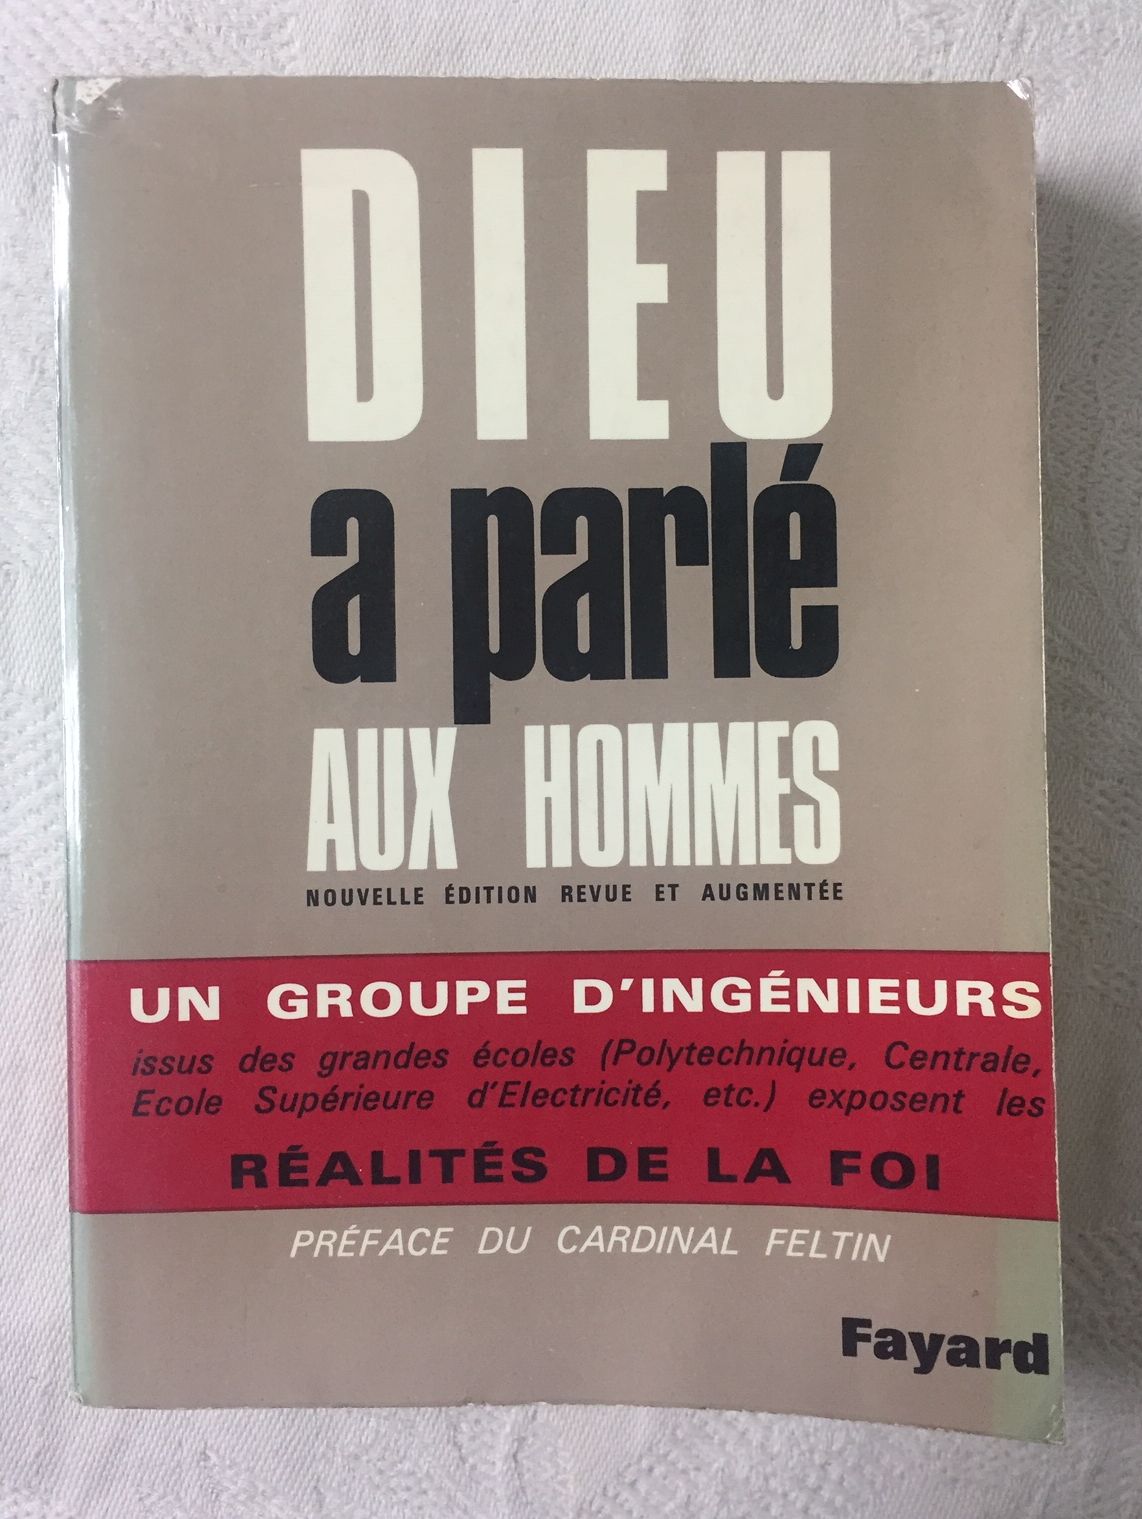 DIEU
a parlé
AUX HOMMES
NOUVELLE ÉDITION REVUE ET AUGMENTÉE
UN GROUPE D'INGÉNIEURS
issus des grandes écoles (Polytechnique, Centrale,
Ecole Supérieure d'Electricité, etc.) exposent les
RÉALITÉS DE LA FOI
PRÉFACE DU CARDINAL FELTIN
Fayard